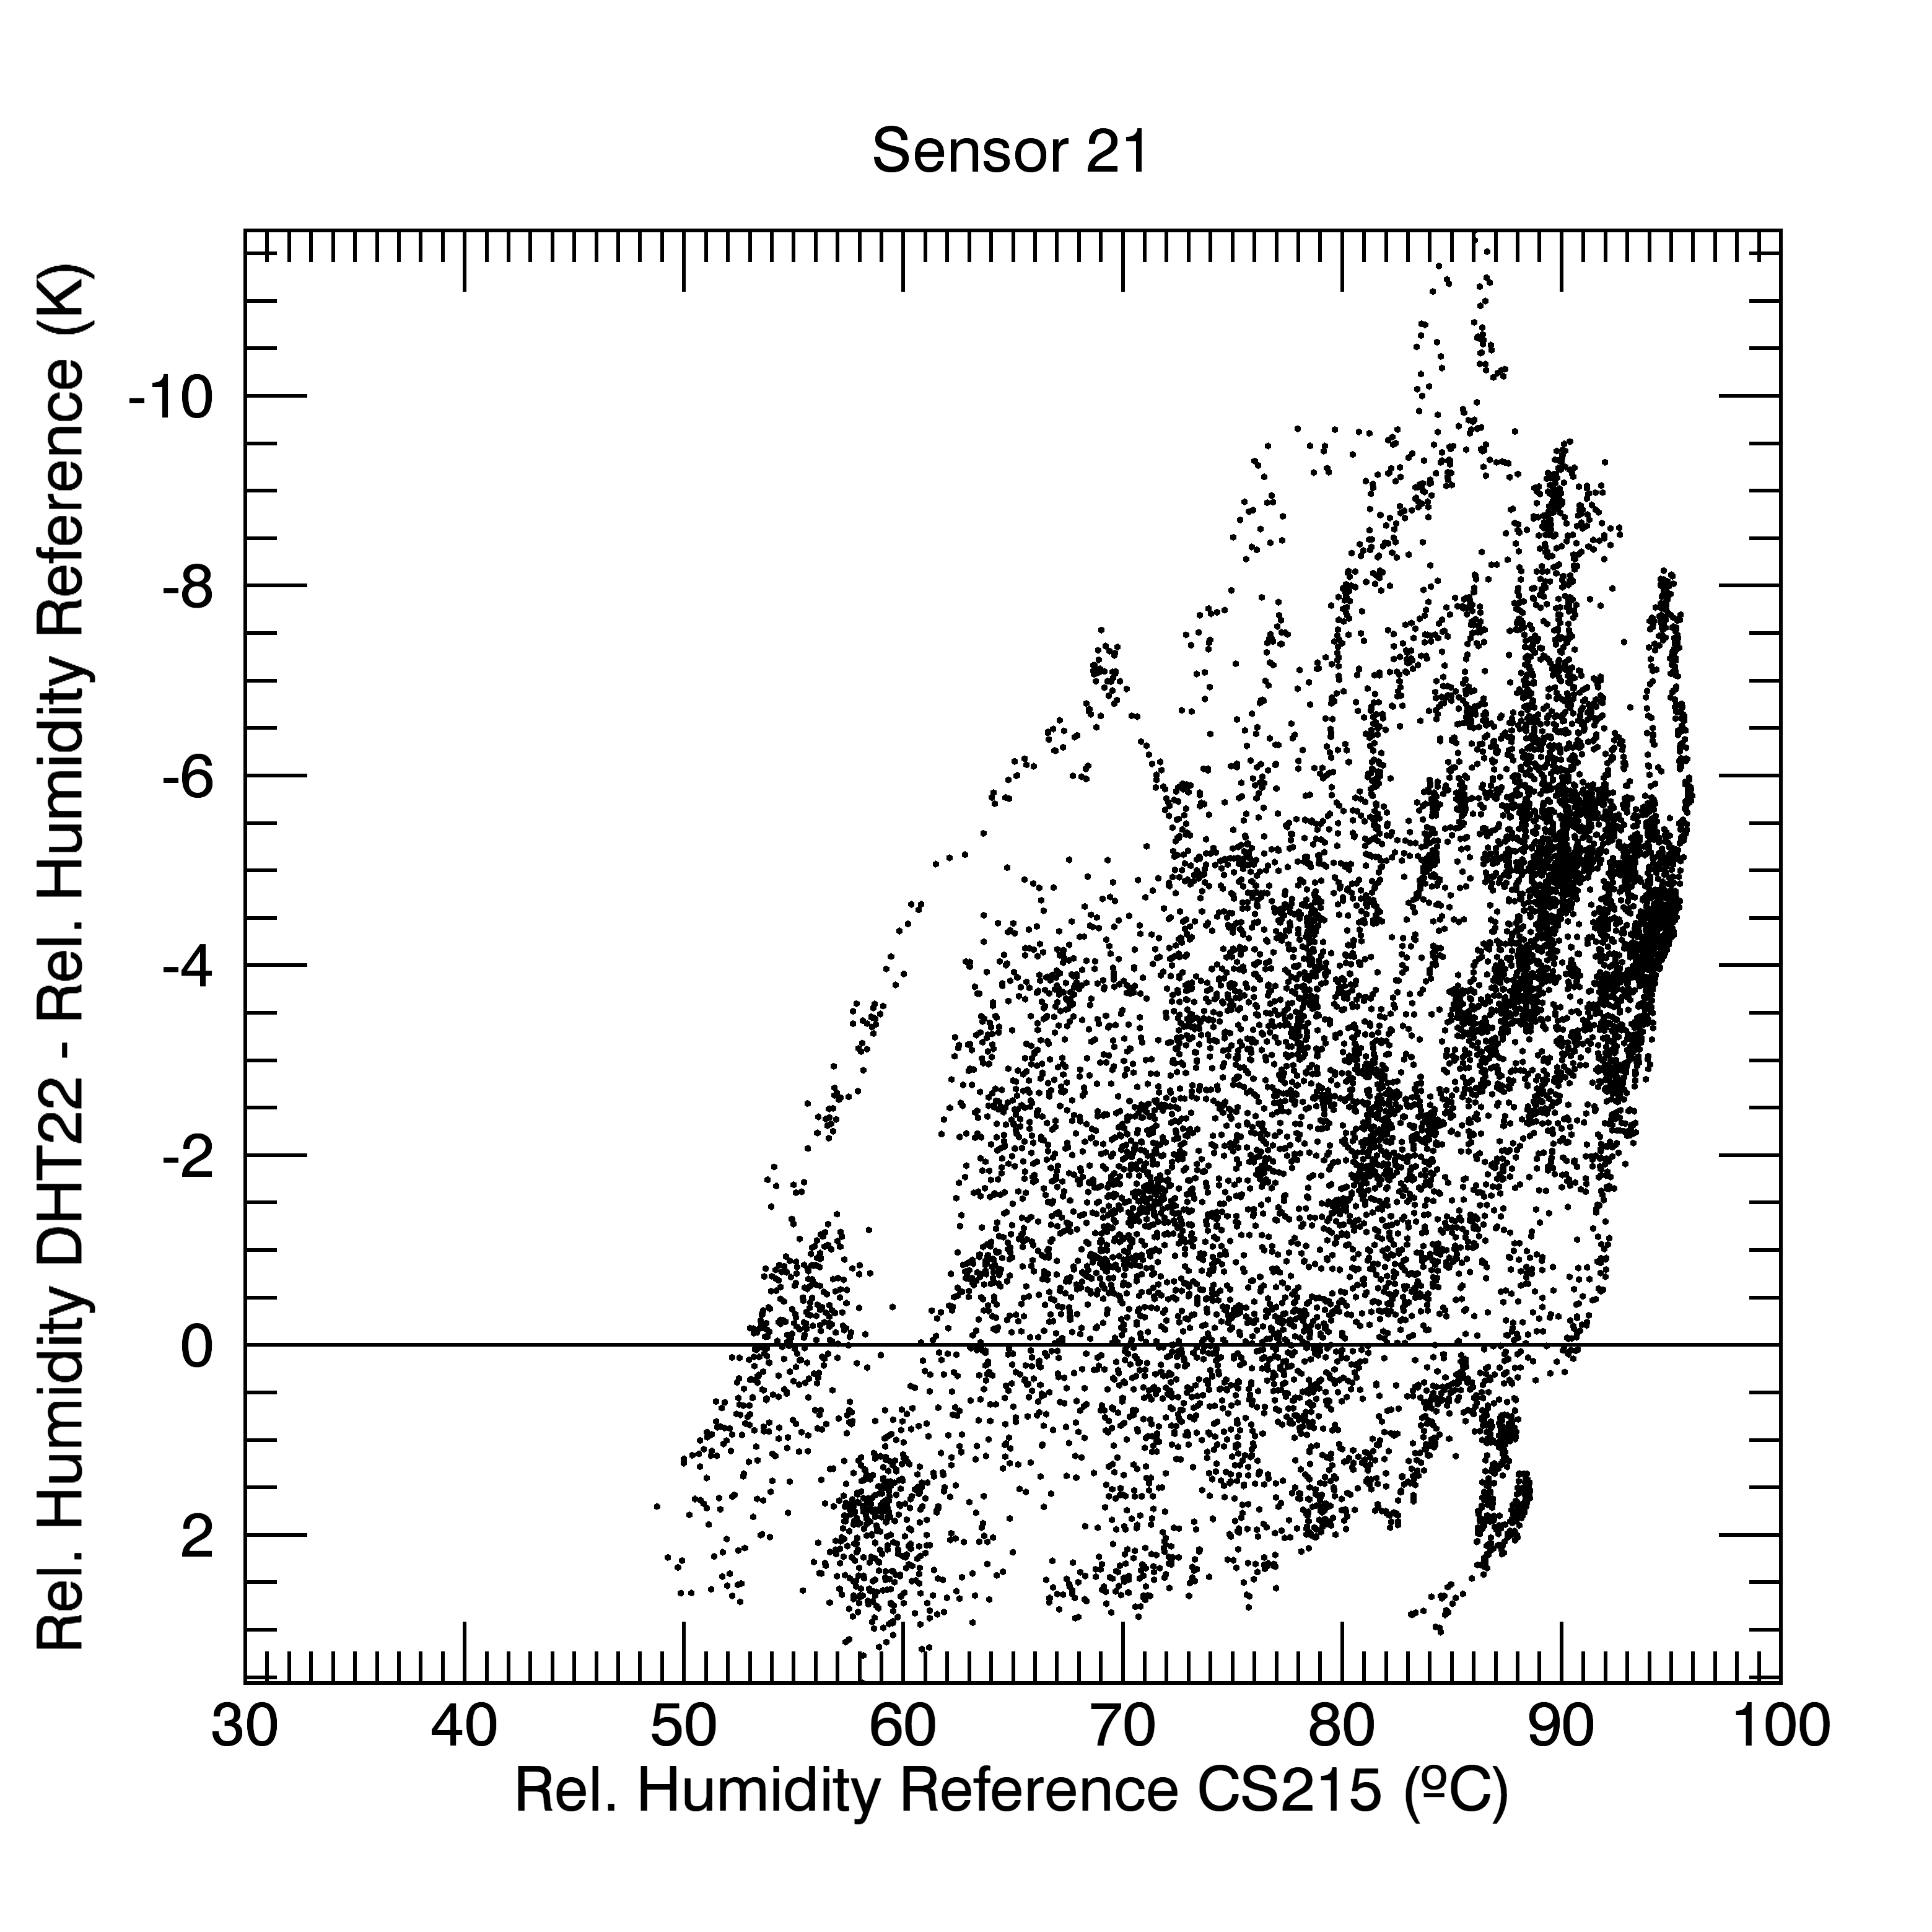 Sensor 21
Rel. Humidity DHT22 - Rel. Humidity Reference (K)
-10
-8
-6
-4
-2
0
2
30 40 50 60 70 80 90 100
Rel. Humidity Reference CS215 (ºC)